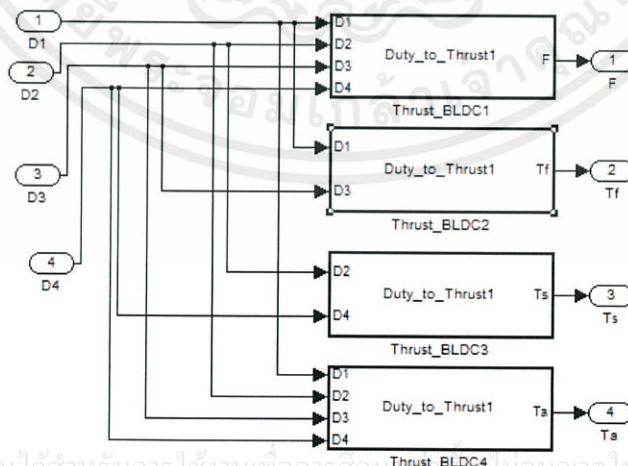 1
D1
D1
2
D2
D2
D3
D4
Duty_to_Thrust1
F
1
F
Thrust_BLDC1
D1
D3
Duty_to_Thrust1
Tf
2
Tf
Thrust_BLDC2
3
D3
4
D4
D2
D4
Duty_to_Thrust1
Ts
3
Ts
Thrust_BLDC3
D1
D2
D3
D4
Duty_to_Thrust1
Ta
4
Ta
Thrust_BLDC4